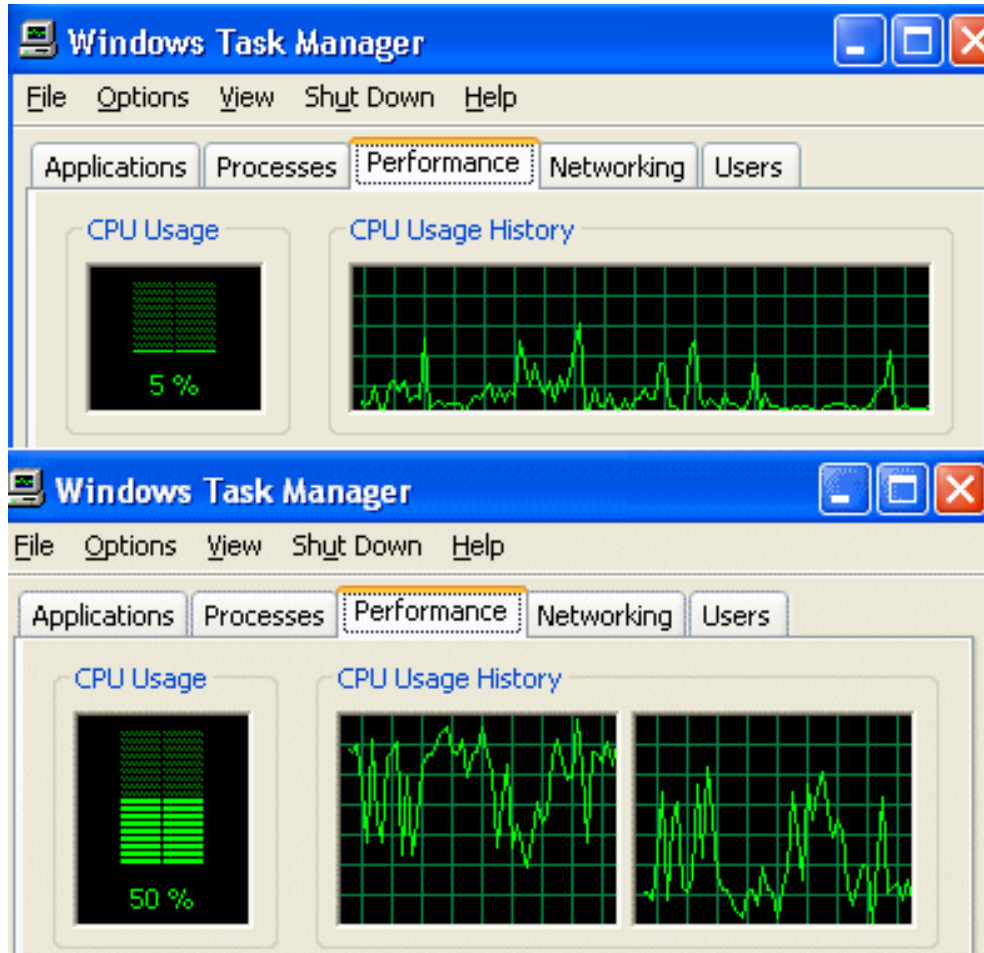 Windows Task Manager
File Options View Shut Down Help
Applications Processes Performance Networking Users
CPU Usage CPU Usage History
5 %
Windows Task Manager
File Options View Shut Down Help
Applications Processes Performance Networking Users
CPU Usage CPU Usage History
50 %